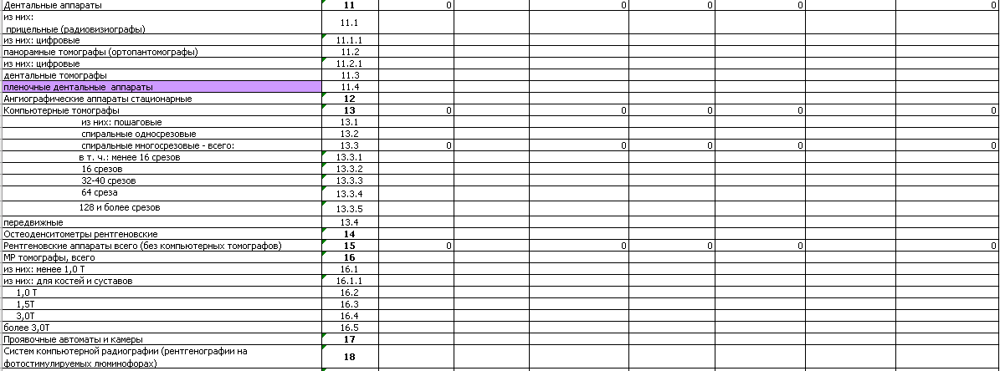 Дентальные аппараты 11 0 0 0 0 0
из них:
прицельные (радиовизиографы) 11.1
из них: цифровые 11.1.1
панорамные томографы (ортопантомографы) 11.2
из них: цифровые 11.2.1
дентальные томографы 11.3
пленочные дентальные аппараты 11.4
Ангиографические аппараты стационарные 12
Компьютерные томографы 13 0 0 0 0 0
из них: пошаговые 13.1
спиральные односрезовые 13.2
спиральные многосрезовые - всего: 13.3 0 0 0 0 0
в т. ч.: менее 16 срезов 13.3.1
16 срезов 13.3.2
32-40 срезов 13.3.3
64 среза 13.3.4
128 и более срезов 13.3.5
передвижные 13.4
Остеоденситометры рентгеновские 14
Рентгеновские аппараты всего (без компьютерных томографов) 15 0 0 0 0 0
МР томографы, всего 16
из них: менее 1,0 Т 16.1
из них: для костей и суставов 16.1.1
1,0 Т 16.2
1,5Т 16.3
3,0Т 16.4
более 3,0Т 16.5
Проявочные автоматы и камеры 17
Систем компьютерной радиографии (рентгенографии на
фотостимулируемых люминофорах) 18